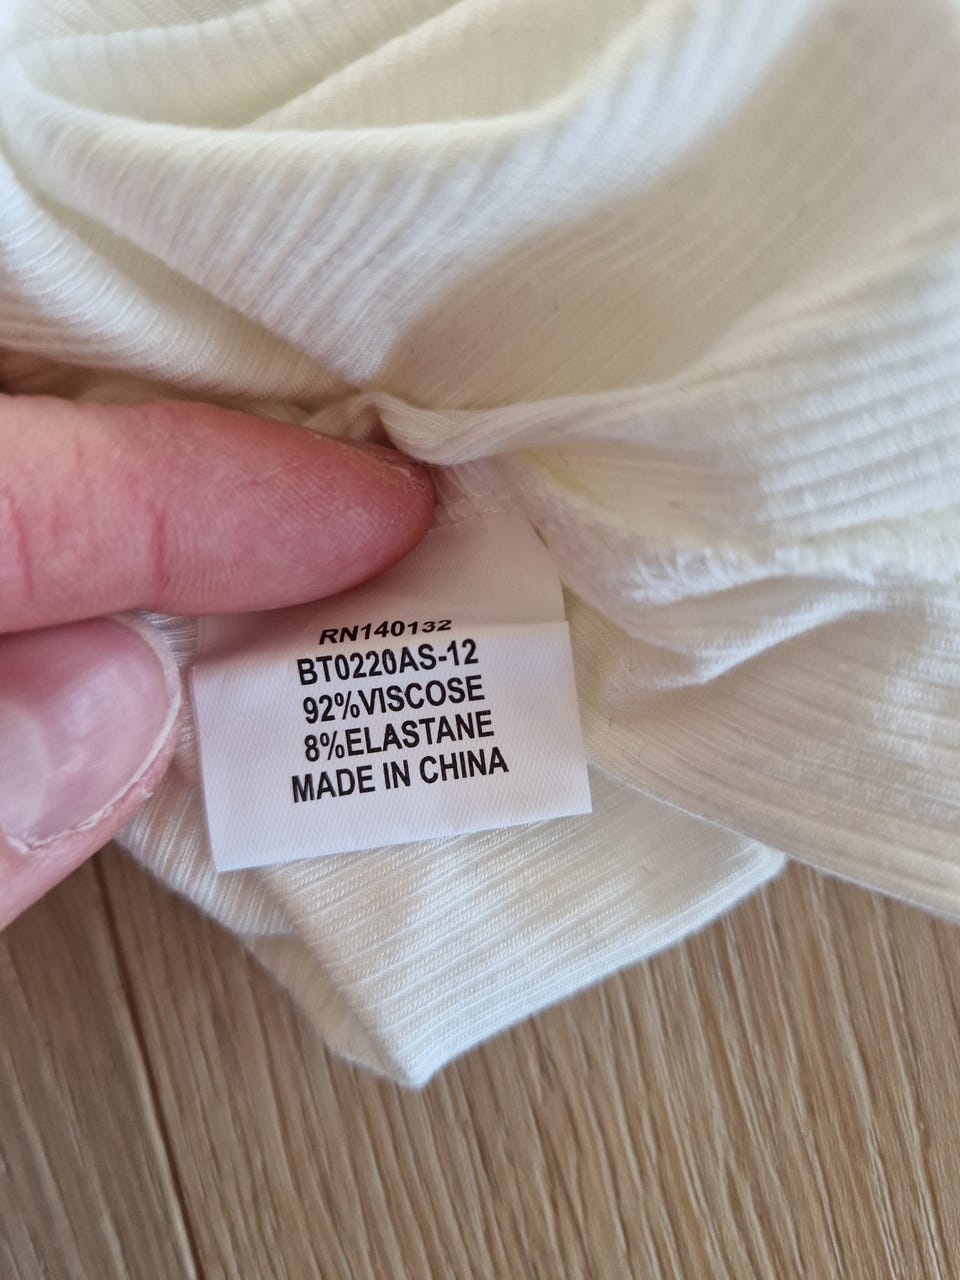 RN140132
BT0220AS-12
92%VISCOSE
8%ELASTANE
MADE IN CHINA